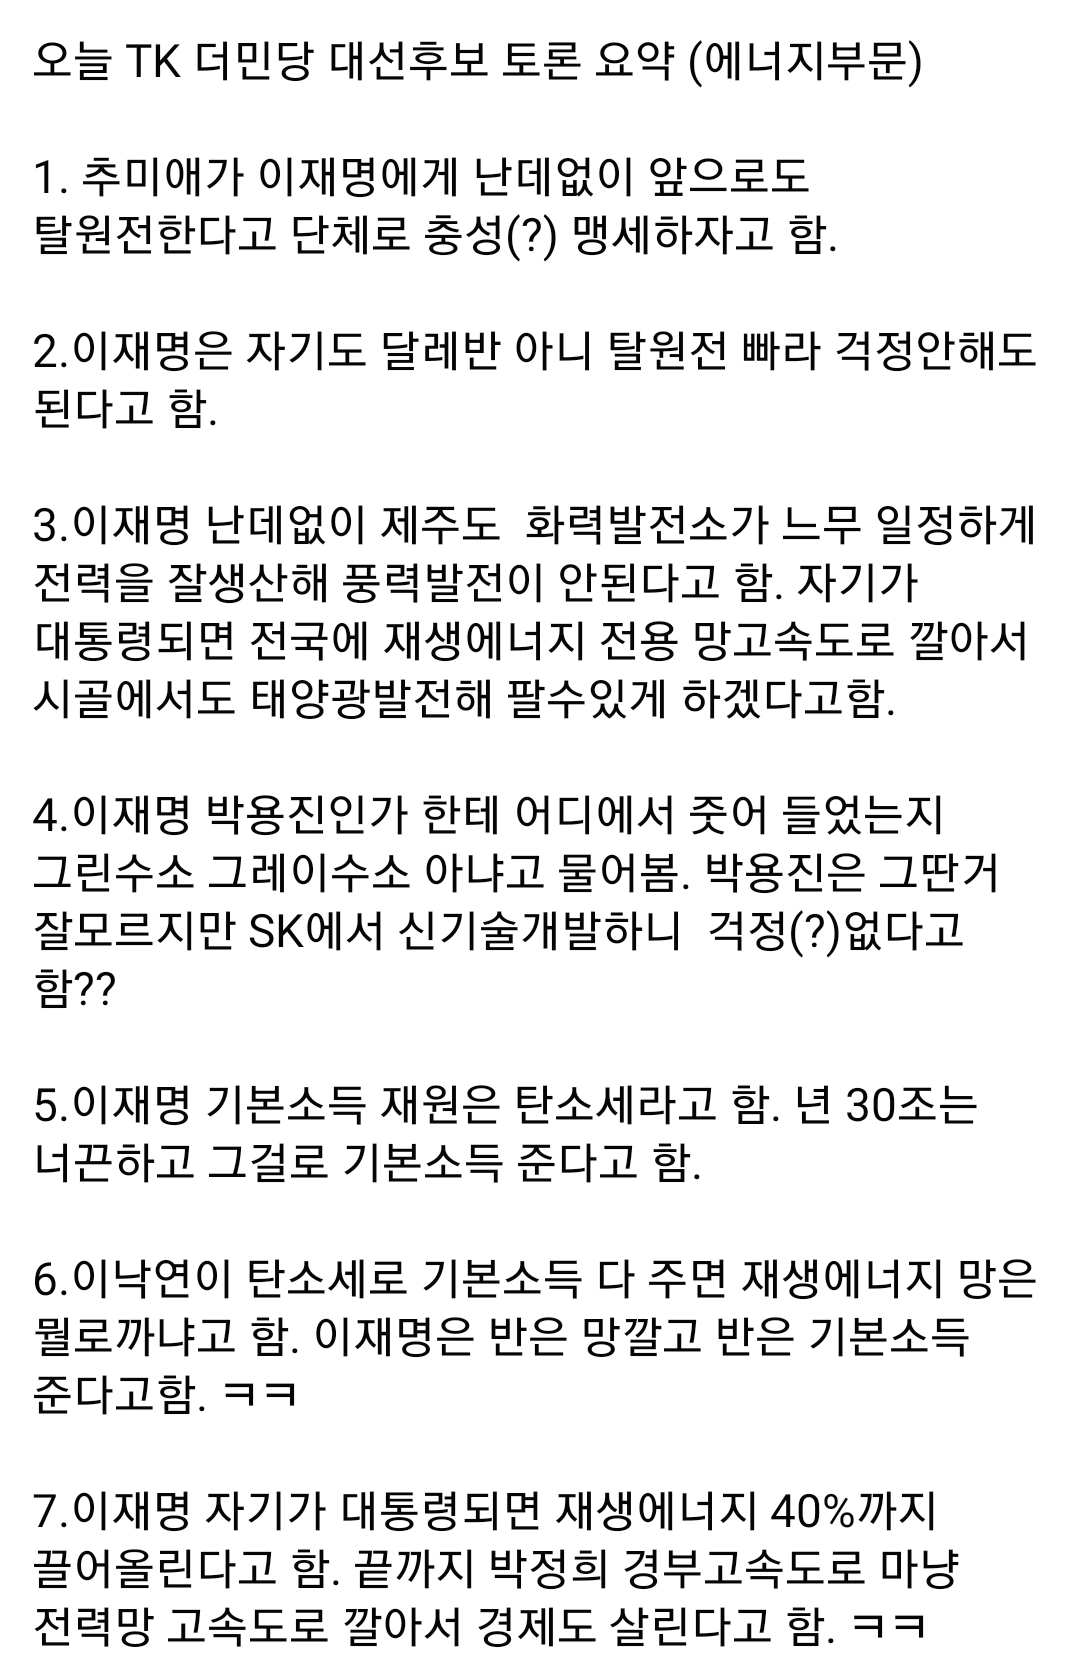 오늘 TK 더민당 대선후보 토론 요약 (에너지부문)
1. 추미애가 이재명에게 난데없이 앞으로도
탈원전한다고 단체로 충성(?) 맹세하자고 함.
2.이재명은 자기도 달레반 아니 탈원전 빠라 걱정안해도
된다고 함.
3.이재명 난데없이 제주도  화력발전소가 느무 일정하게
전력을 잘생산해 풍력발전이 안된다고 함. 자기가
대통령되면 전국에 재생에너지 전용 망고속도로 깔아서
시골에서도 태양광발전해 팔수있게 하겠다고함.
4.이재명 박용진인가 한테 어디에서 줏어 들었는지
그린수소 그레이수소 아냐고 물어봄. 박용진은 그딴거
잘모르지만 SK에서 신기술개발하니  걱정(?)없다고
함??
5.이재명 기본소득 재원은 탄소세라고 함. 년 30조는
너끈하고 그걸로 기본소득 준다고 함.
6.이낙연이 탄소세로 기본소득 다 주면 재생에너지 망은
뭘로까냐고 함. 이재명은 반은 망깔고 반은 기본소득
준다고함. ㅋㅋ
7.이재명 자기가 대통령되면 재생에너지 40%까지
끌어올린다고 함. 끝까지 박정희 경부고속도로 마냥
전력망 고속도로 깔아서 경제도 살린다고 함. ㅋㅋ